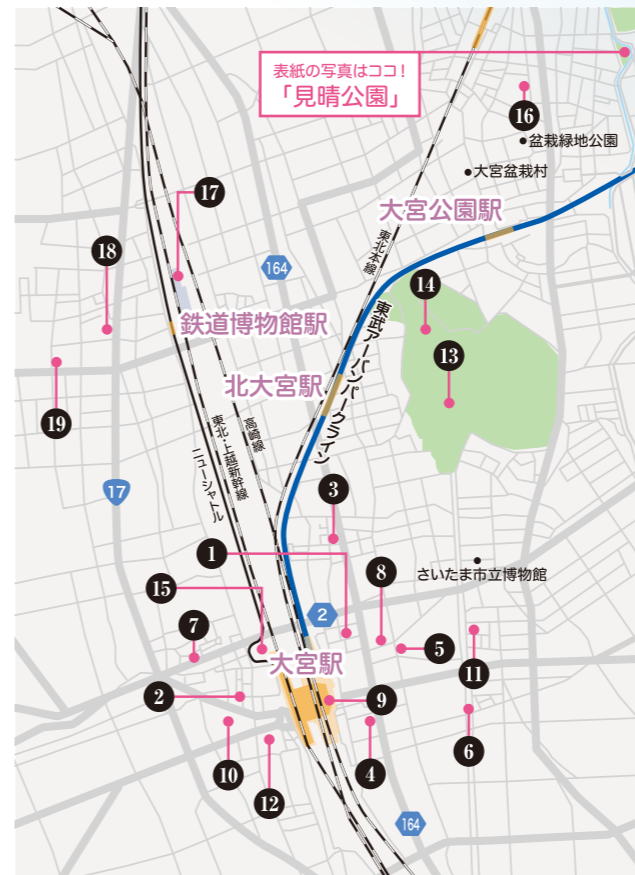 表紙の写真はココ！
「見晴公園」
16
盆栽緑地公園
大宮盆栽村
17
大宮公園駅
18
164
東北本線
14
鉄道博物館駅
東武アーバンパークライン
13
北大宮駅
19
高崎線
東北・上越新幹線
ニューシャトル
17
3
1
8
さいたま市立博物館
15
2
7
5
11
大宮駅
2
9
10
12
4
6
164